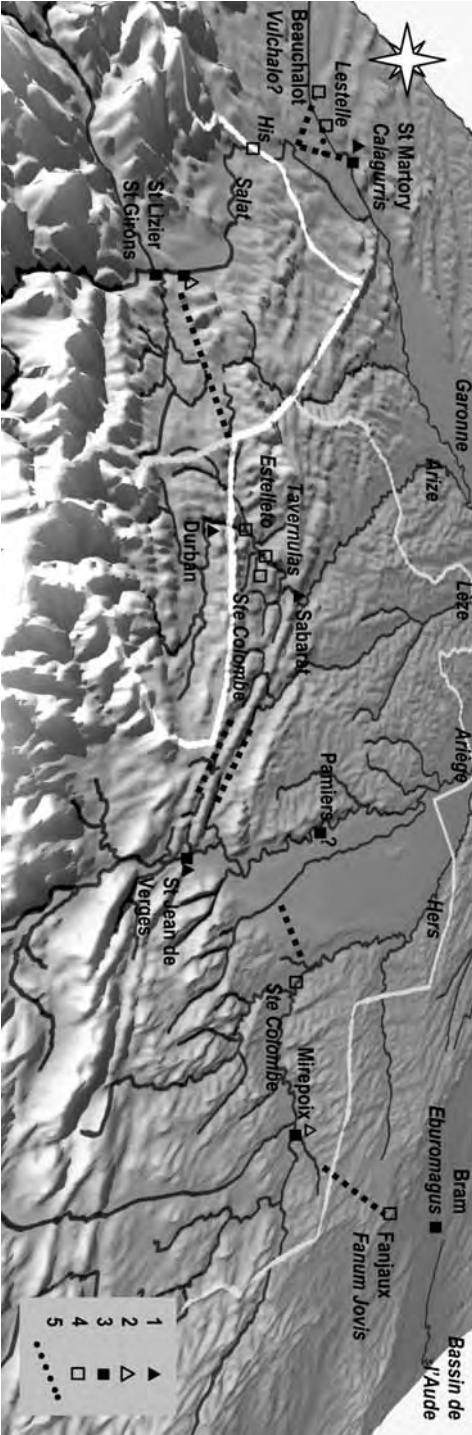 St Martory
Calagurris
Lestelle
Beauchalot
Vulchalo?
His
Salat
St Lizier
St Girons
Garonne
Arize
Lèze
Ariège
Tavernulas
Estelleto
Sabarat
Durban
Ste Colombe
Pamiers ?
Hers
St Jean de
Verges
Ste Colombe
Mirepoix
Bram
Eburomagus
Fanjaux
Fanum Jovis
Bassin de
l'Aude
1
2
3
4
5